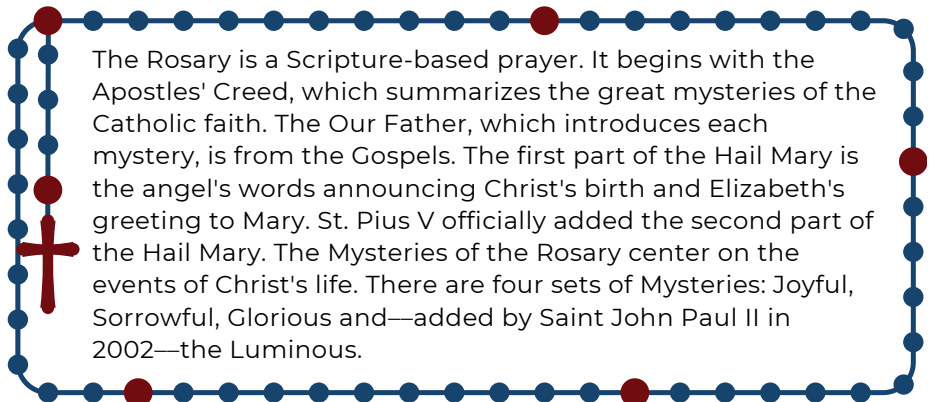 The Rosary is a Scripture-based prayer. It begins with the
Apostles' Creed, which summarizes the great mysteries of the
Catholic faith. The Our Father, which introduces each
mystery, is from the Gospels. The first part of the Hail Mary is
the angel's words announcing Christ's birth and Elizabeth's
greeting to Mary. St. Pius V officially added the second part of
the Hail Mary. The Mysteries of the Rosary center on the
events of Christ's life. There are four sets of Mysteries: Joyful,
Sorrowful, Glorious and––added by Saint John Paul II in
2002––the Luminous.